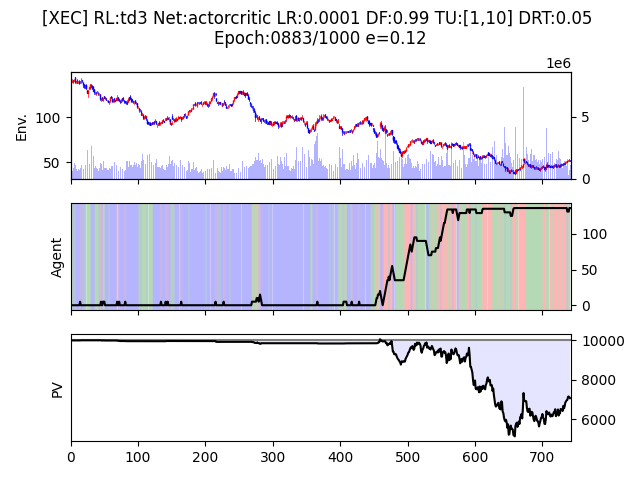 [XEC] RL:td3 Net:actorcritic LR:0.0001 DF:0.99 TU:[1,10] DRT:0.05
Epoch:0883/1000 e=0.12
1e6
Env.
100
50
5
0
Agent
100
50
0
PV
10000
8000
6000
0 100 200 300 400 500 600 700